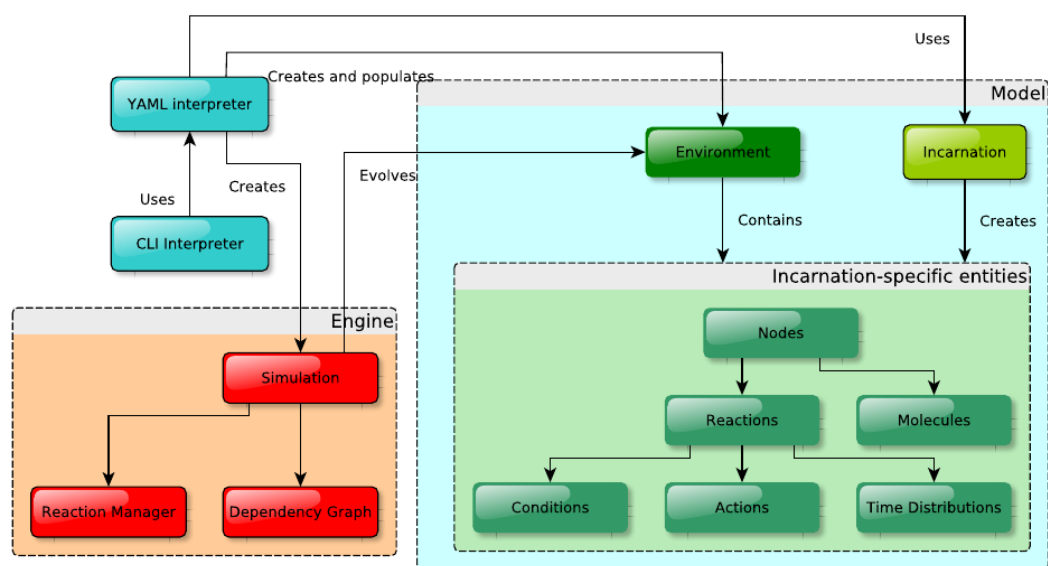 Uses
Creates and populates
Model
YAML interpreter
Environment
Incarnation
Evolves
Creates
Uses
Contains
Creates
CLI Interpreter
Incarnation-specific entities
Engine
Nodes
Simulation
Reactions
Molecules
Reaction Manager
Dependency Graph
Conditions
Actions
Time Distributions